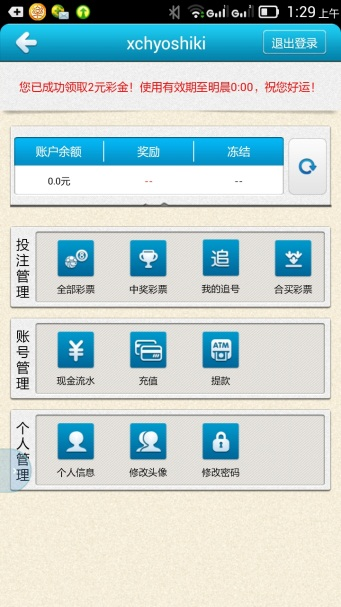 1:29 上午
xchyoshiki
退出登录
您已成功领取2元彩金！使用有效期至明晨0:00，祝您好运！
账户余额 奖励 冻结
0.0元 -- --
投注管理
全部彩票 中奖彩票 我的追号 合买彩票
追
账号管理
现金流水 充值 提款
¥ ATM
个人管理
个人信息 修改头像 修改密码